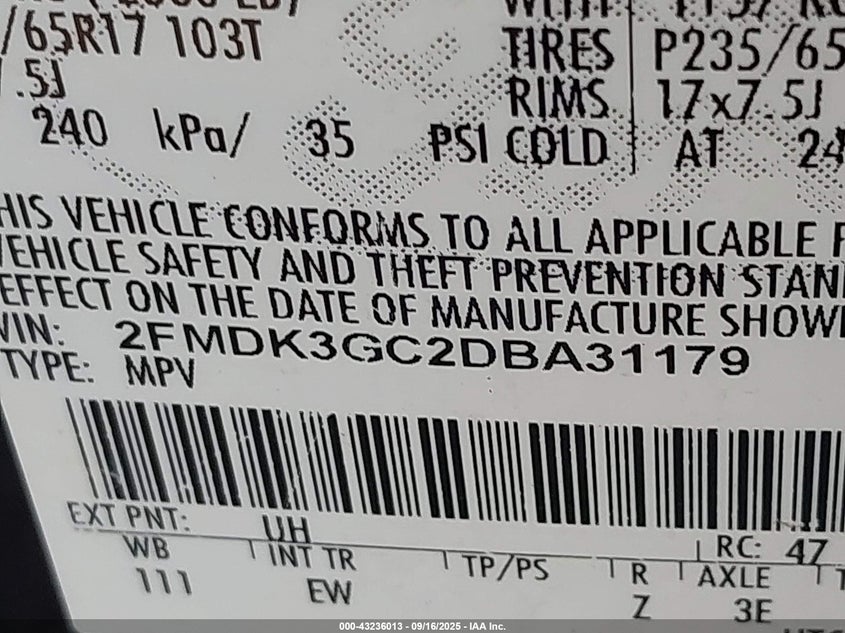 /65R17 103T
.5J
240 kPa/ 35 PSI COLD
TIRES P235/65
RIMS 17x7.5J
AT 24
HIS VEHICLE CONFORMS TO ALL APPLICABLE F
VEHICLE SAFETY AND THEFT PREVENTION STAN
EFFECT ON THE DATE OF MANUFACTURE SHOWN
VIN: 2FMDK3GC2DBA31179
TYPE: MPV
EXT PNT: UH RC: 47
WB INT TR TP/PS R AXLE T
111 EW Z 3E
000-43236013 - 09/16/2025 - IAA Inc.